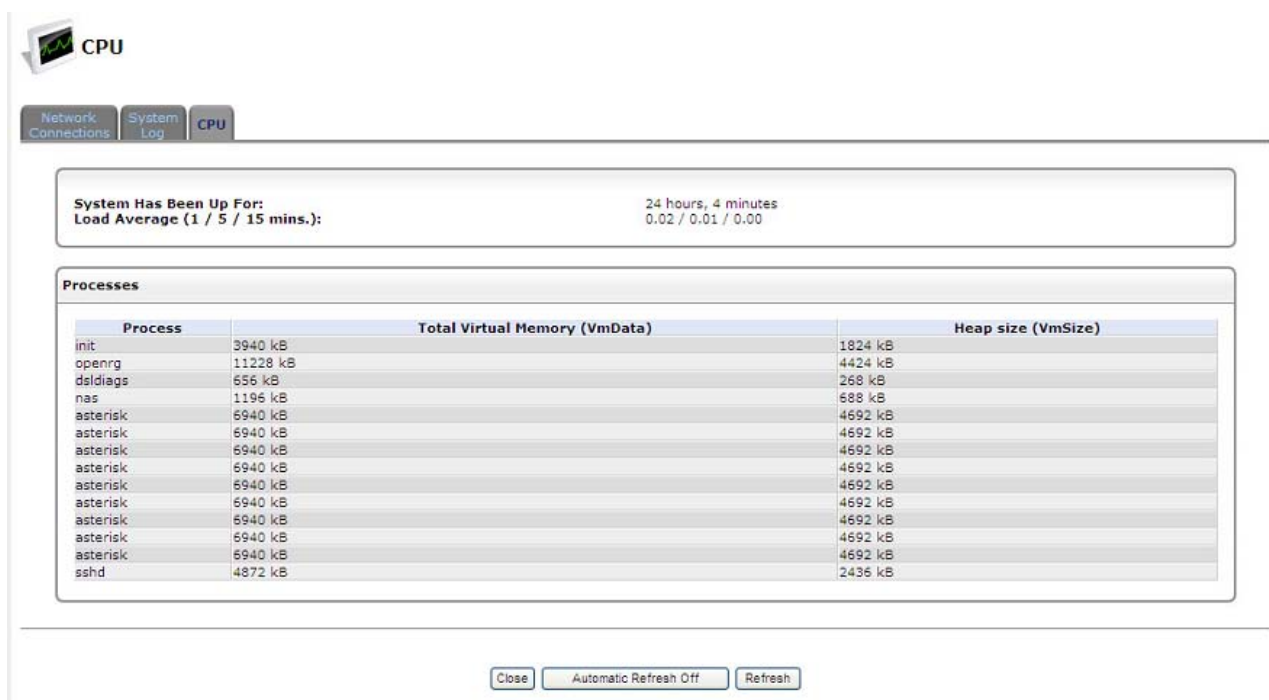 CPU
Network Connections
System Log
CPU
System Has Been Up For: 24 hours, 4 minutes
Load Average (1 / 5 / 15 mins.): 0.02 / 0.01 / 0.00
Processes
Process Total Virtual Memory (VmData) Heap size (VmSize)
init 3940 kB 1824 kB
openrg 11228 kB 4424 kB
dsldiags 656 kB 268 kB
nas 1196 kB 688 kB
asterisk 6940 kB 4692 kB
asterisk 6940 kB 4692 kB
asterisk 6940 kB 4692 kB
asterisk 6940 kB 4692 kB
asterisk 6940 kB 4692 kB
asterisk 6940 kB 4692 kB
asterisk 6940 kB 4692 kB
asterisk 6940 kB 4692 kB
asterisk 6940 kB 4692 kB
sshd 4872 kB 2436 kB
Close Automatic Refresh Off Refresh